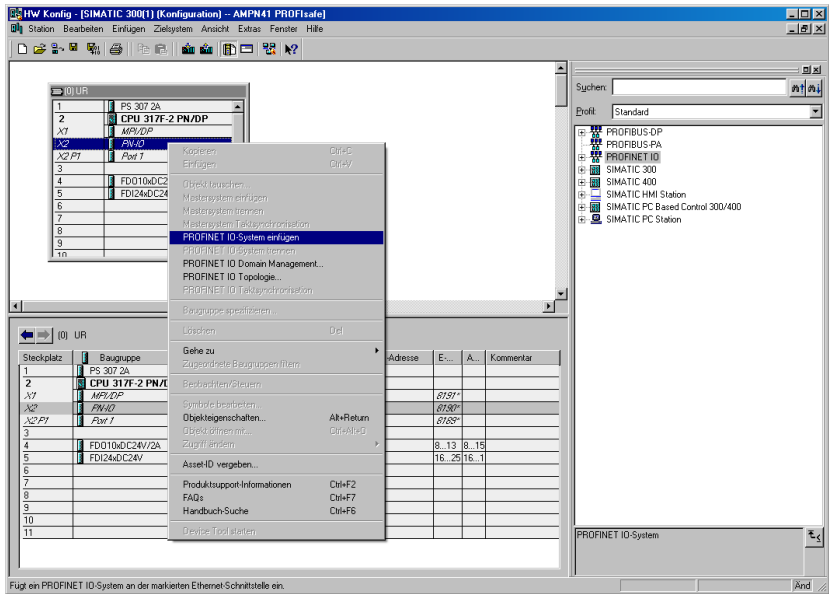 HW Konfig - [SIMATIC 300(1) (Konfiguration) -- AMPN41 PROFIsafe]
Station Bearbeiten Einfügen Zielsystem Ansicht Extras Fenster Hilfe
(0) UR
1 PS 307 2A
2 CPU 317F-2 PN/DP
X1 MPI/DP
X2 PN-IO
X2 P1 Port 1
3
4 FDO10xDC2
5 FDI24xDC24
6
7
8
9
10
Kopieren Ctrl+C
Einfügen Ctrl+V
Objekt tauschen
Mastersystem einfügen
Mastersystem trennen
Mastersystem Taktsynchronisation
PROFINET IO-System einfügen
PROFINET IO-System trennen
PROFINET IO Domain Management...
PROFINET IO Topologie...
PROFINET IO Taktsynchronisation
Baugruppe spezifizieren...
Löschen Del
Gehe zu
Zugeordnete Baugruppen filtern
Beobachten/Steuern
Symbole bearbeiten...
Objekteigenschaften... Alt+Return
Objekt öffnen mit... Ctrl+Alt+O
Zugriff ändern
Asset-ID vergeben...
Produktsupport-Informationen Ctrl+F2
FAQs Ctrl+F7
Handbuch-Suche Ctrl+F6
Device Tool starten
Suchen:
Profil: Standard
PROFIBUS-DP
PROFIBUS-PA
PROFINET IO
SIMATIC 300
SIMATIC 400
SIMATIC HMI Station
SIMATIC PC Based Control 300/400
SIMATIC PC Station
(0) UR
Steckplatz Baugruppe -Adresse E-... A... Kommentar
1 PS 307 2A
2 CPU 317F-2 PN/D
X1 MPI/DP 8191*
X2 PN-IO 8190*
X2 P1 Port 1 8189*
3
4 FDO10xDC24V/2A 8...13 8...15
5 FDI24xDC24V 16...25 16...1
6
7
8
9
10
11
PROFINET IO-System
Fügt ein PROFINET IO-System an der markierten Ethernet-Schnittstelle ein. Änd